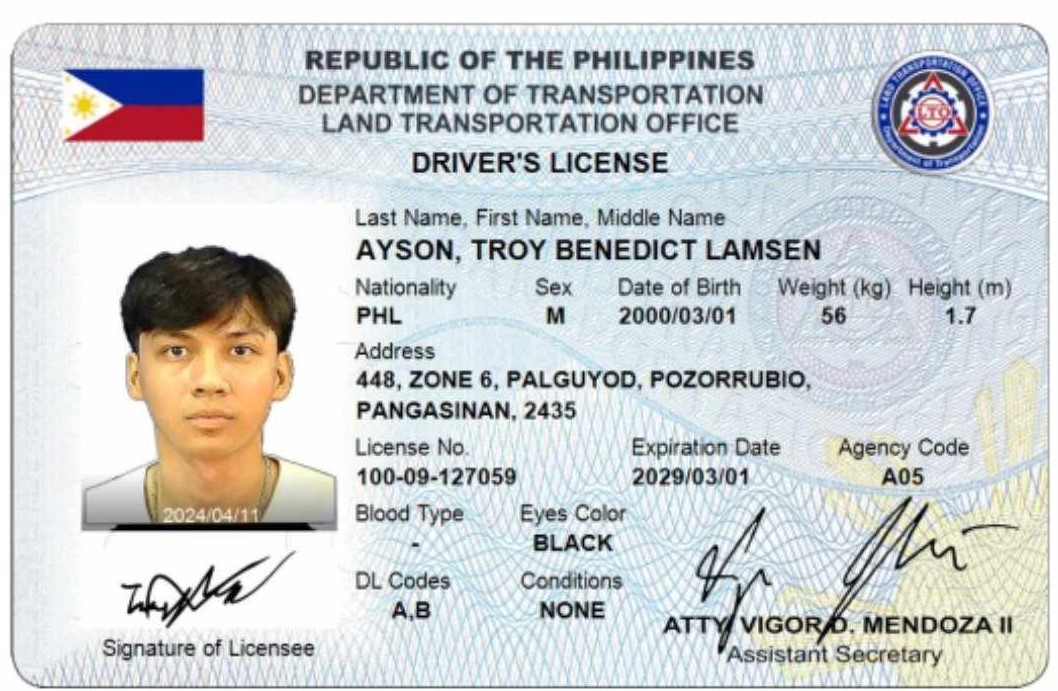 REPUBLIC OF THE PHILIPPINES
DEPARTMENT OF TRANSPORTATION
LAND TRANSPORTATION OFFICE
DRIVER'S LICENSE
LAND TRANSPORTATION OFFICE
LTO
Department of Transportation
Last Name, First Name, Middle Name
AYSON, TROY BENEDICT LAMSEN
Nationality Sex Date of Birth Weight (kg) Height (m)
PHL M 2000/03/01 56 1.7
Address
448, ZONE 6, PALGUYOD, POZORRUBIO,
PANGASINAN, 2435
License No. Expiration Date Agency Code
100-09-127059 2029/03/01 A05
Blood Type Eyes Color
- BLACK
DL Codes Conditions
A,B NONE
2024/04/11
Signature of Licensee
ATTY VIGOR D. MENDOZA II
Assistant Secretary